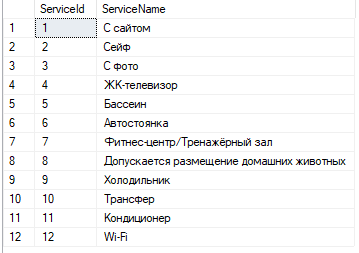 ServiceId ServiceName
1 1 С сайтом
2 2 Сейф
3 3 С фото
4 4 ЖК-телевизор
5 5 Бассеин
6 6 Автостоянка
7 7 Фитнес-центр/Тренажёрный зал
8 8 Допускается размещение домашних животных
9 9 Холодильник
10 10 Трансфер
11 11 Кондиционер
12 12 Wi-Fi